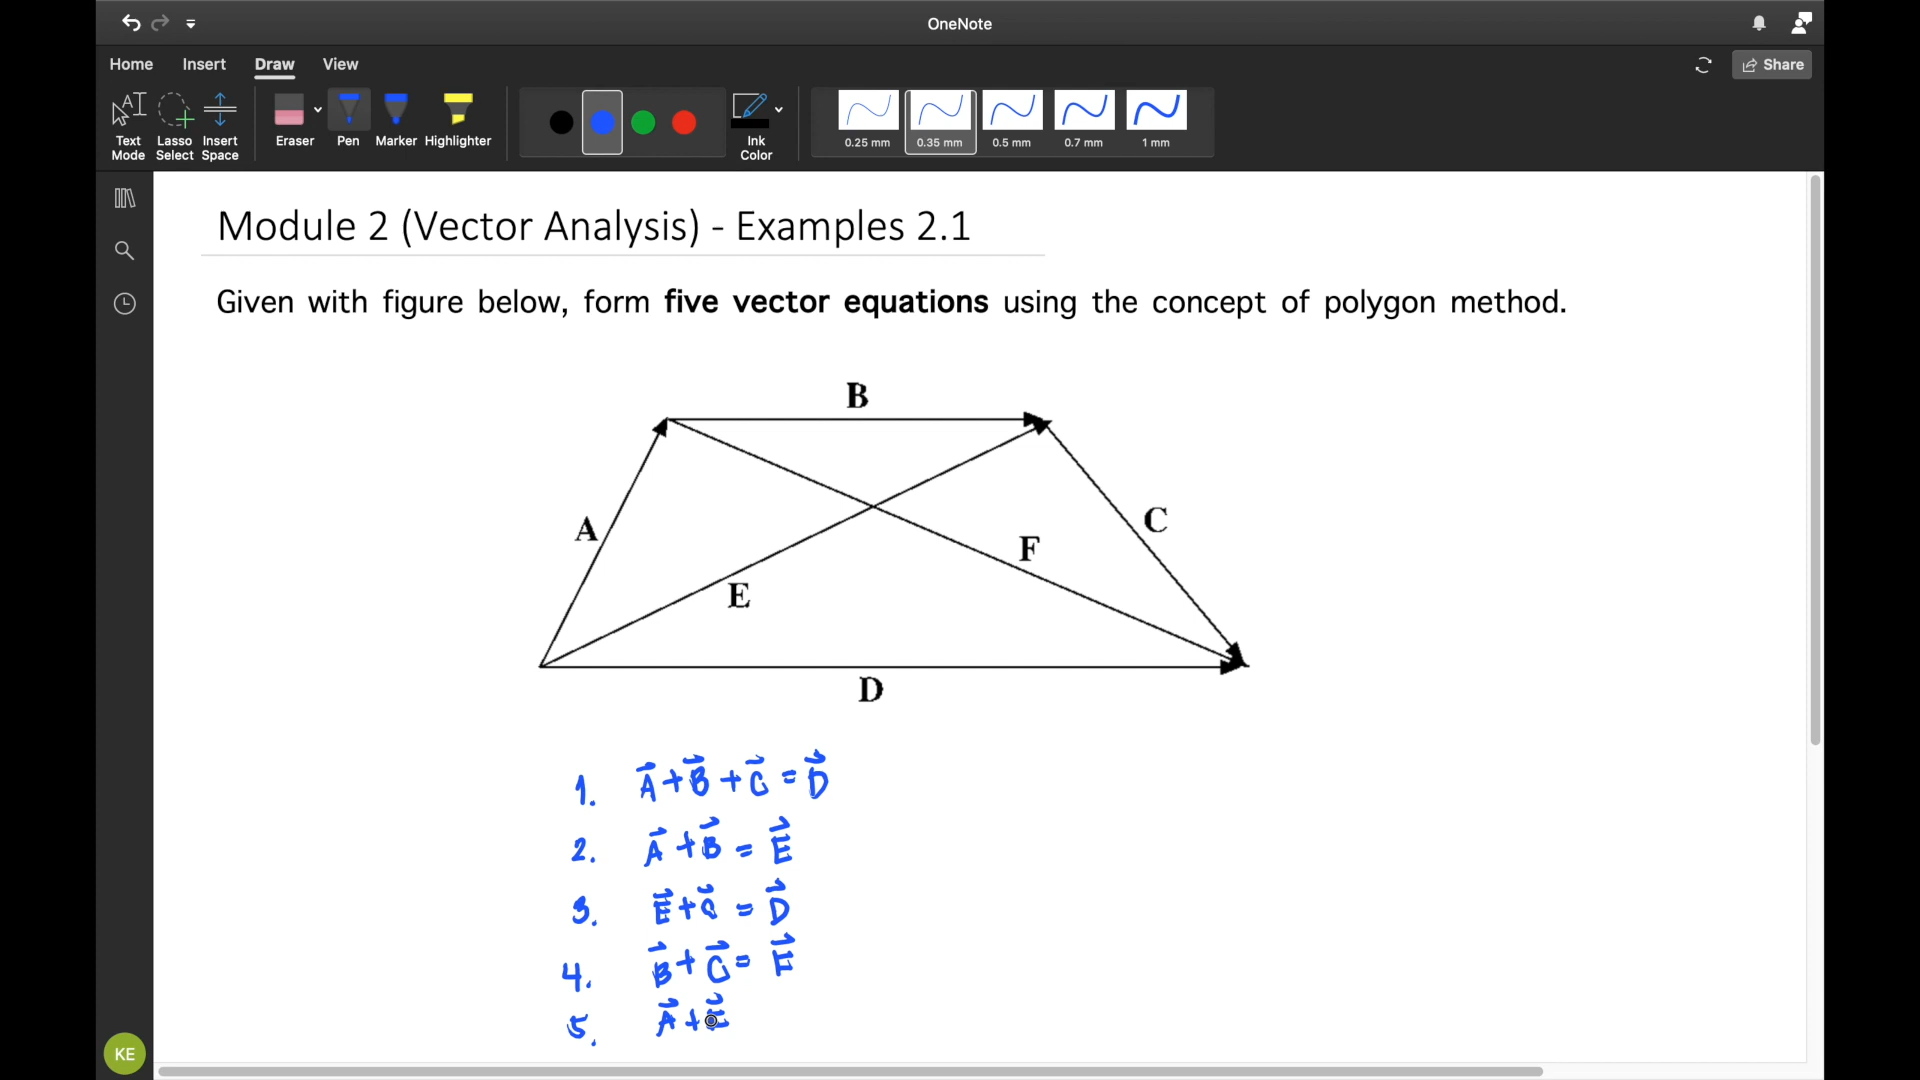 OneNote
Home Insert Draw View
Share
Text Mode
Lasso Select
Insert Space
Eraser
Pen
Marker
Highlighter
Ink Color
0.25 mm
0.35 mm
0.5 mm
0.7 mm
1 mm
Module 2 (Vector Analysis) - Examples 2.1
Given with figure below, form five vector equations using the concept of polygon method.
B
A
C
F
E
D
1. A⃗ + B⃗ + C⃗ = D⃗
2. A⃗ + B⃗ = E⃗
3. E⃗ + C⃗ = D⃗
4. B⃗ + C⃗ =
5. A⃗ +
KE